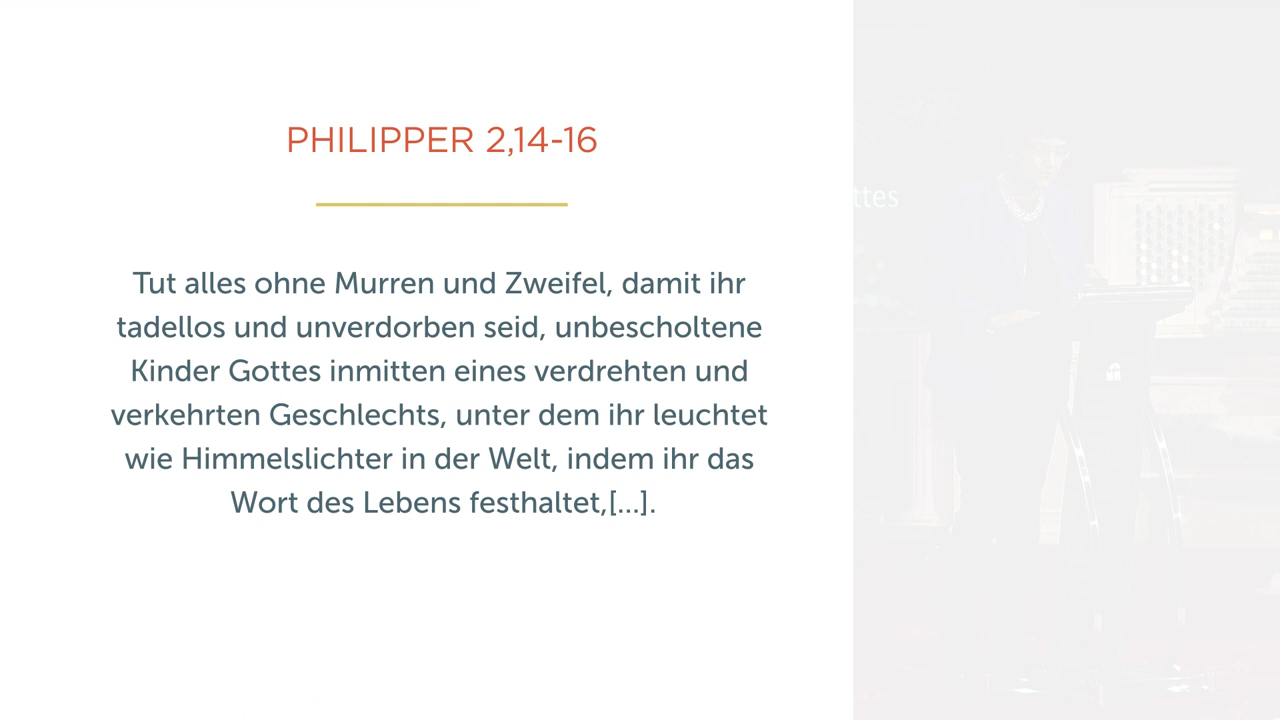 PHILIPPER 2,14-16
Tut alles ohne Murren und Zweifel, damit ihr
tadellos und unverdorben seid, unbescholtene
Kinder Gottes inmitten eines verdrehten und
verkehrten Geschlechts, unter dem ihr leuchtet
wie Himmelslichter in der Welt, indem ihr das
Wort des Lebens festhaltet,[...].
ttes